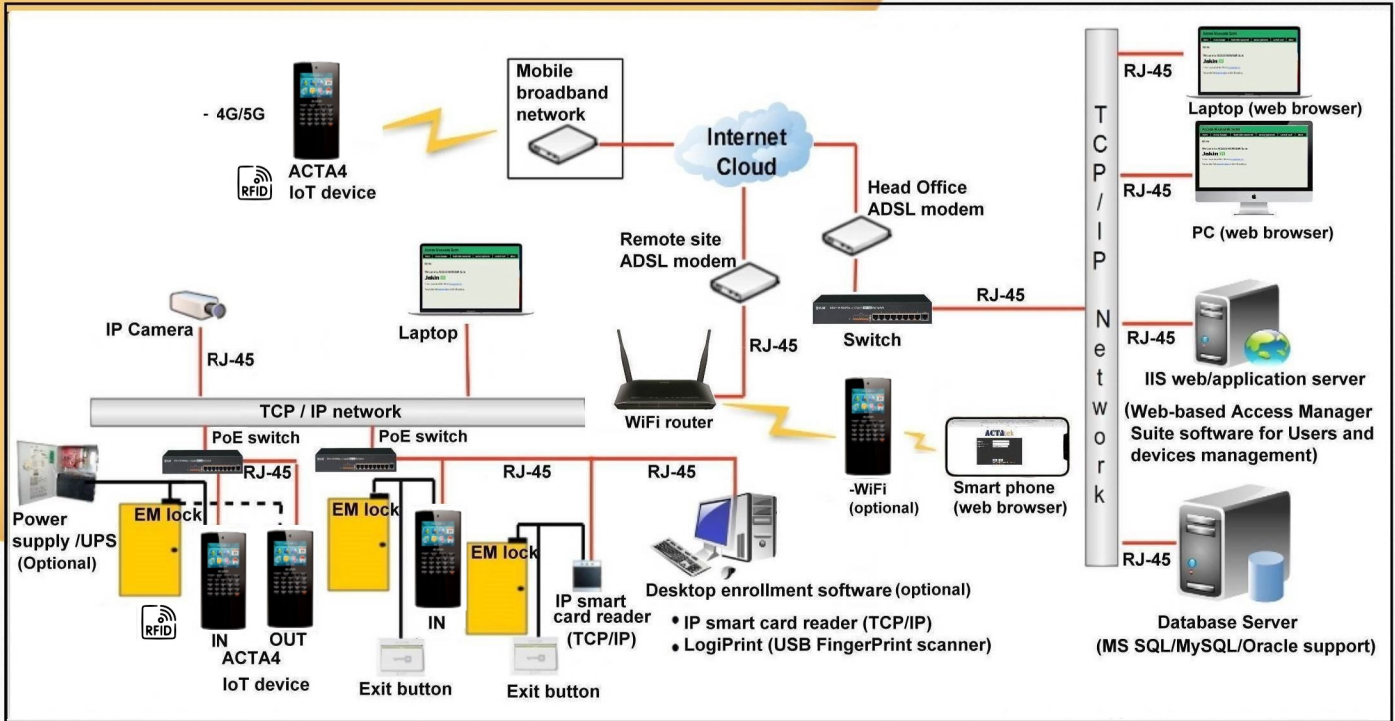 Mobile
broadband
network
- 4G/5G
RFID
ACTA4
IoT device
Internet
Cloud
Head Office
ADSL modem
Remote site
ADSL modem
IP Camera
RJ-45
Laptop
RJ-45
Switch
RJ-45
WiFi router
TCP / IP network
PoE switch
PoE switch
RJ-45
RJ-45
RJ-45
Power
supply /UPS
(Optional)
EM lock
EM lock
EM lock
RFID
IN
OUT
ACTA4
IoT device
IN
Exit button
Exit button
IP smart
card reader
(TCP/IP)
-WiFi
(optional)
ACTAtek
Smart phone
(web browser)
Desktop enrollment software (optional)
• IP smart card reader (TCP/IP)
• LogiPrint (USB FingerPrint scanner)
TCP/IP Network
RJ-45
Jakin
Laptop (web browser)
RJ-45
Jakin
PC (web browser)
RJ-45
IIS web/application server
(Web-based Access Manager
Suite software for Users and
devices management)
RJ-45
Database Server
(MS SQL/MySQL/Oracle support)